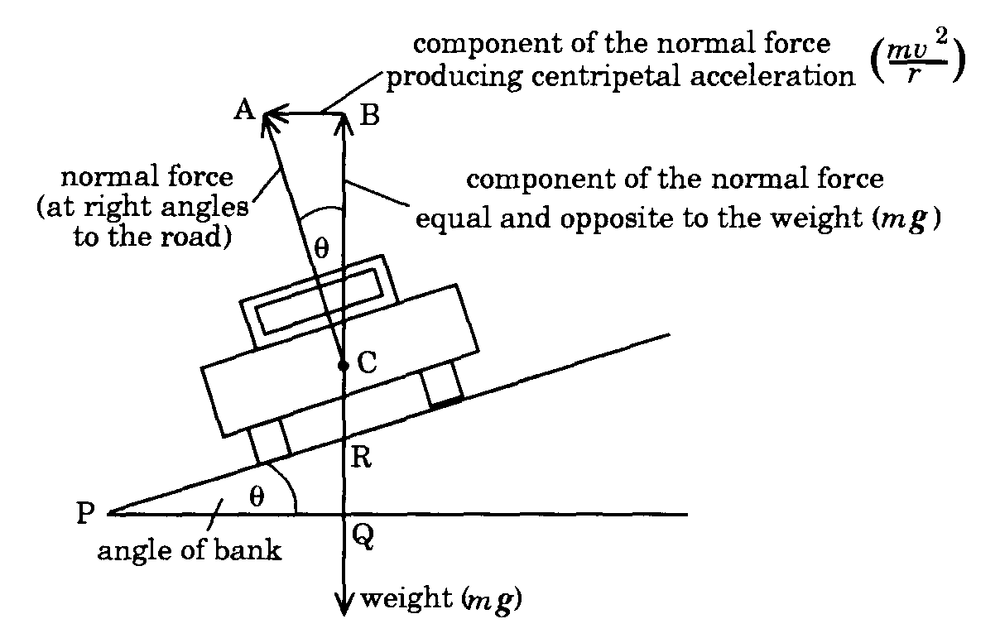 component of the normal force
producing centripetal acceleration (mv²/r)
A
B
normal force
(at right angles
to the road)
component of the normal force
equal and opposite to the weight (mg)
θ
C
R
P
θ
Q
angle of bank
weight (mg)